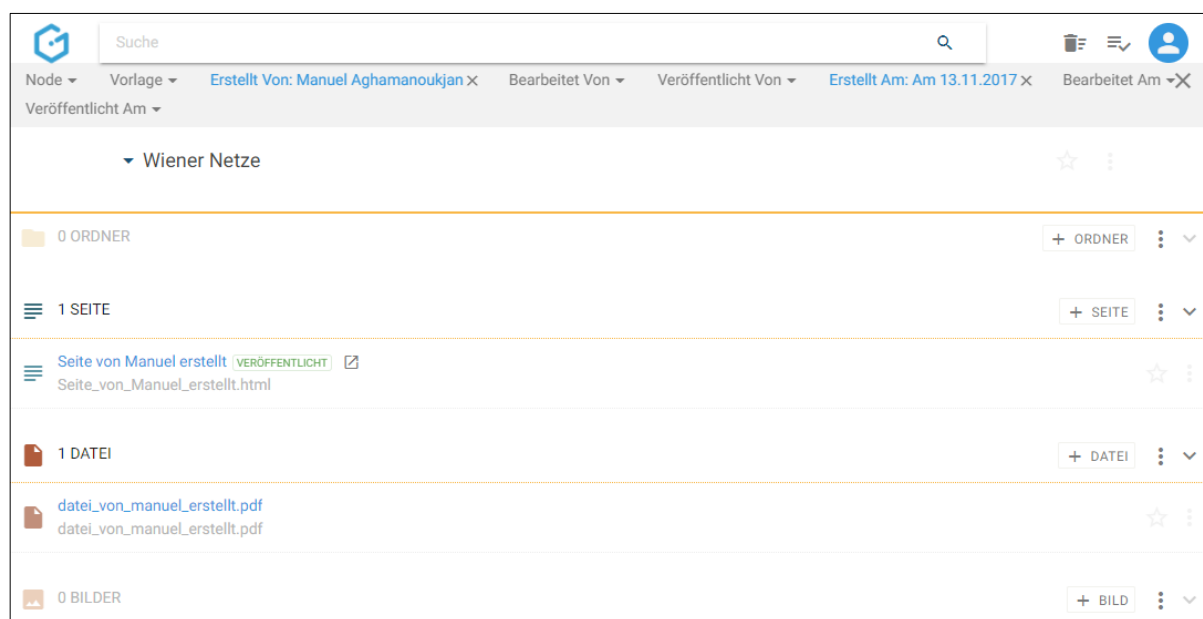 Suche
Node Vorlage Erstellt Von: Manuel Aghamanoukjan Bearbeitet Von Veröffentlicht Von Erstellt Am: Am 13.11.2017 Bearbeitet Am
Veröffentlicht Am
Wiener Netze
0 ORDNER + ORDNER
1 SEITE + SEITE
Seite von Manuel erstellt VERÖFFENTLICHT
Seite_von_Manuel_erstellt.html
1 DATEI + DATEI
datei_von_manuel_erstellt.pdf
datei_von_manuel_erstellt.pdf
0 BILDER + BILD